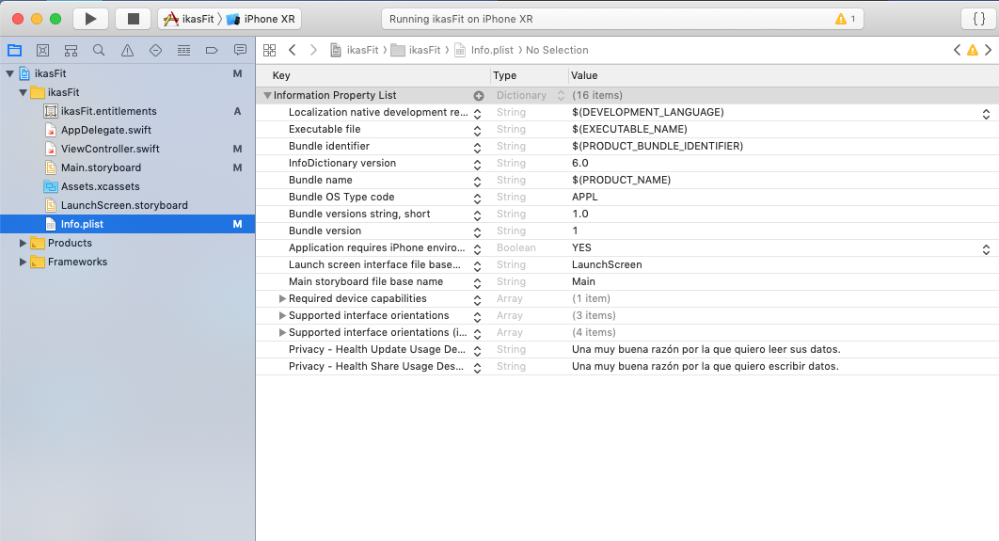 ikasFit iPhone XR Running ikasFit on iPhone XR 1 { }
ikasFit ikasFit Info.plist No Selection
ikasFit M
ikasFit
ikasFit.entitlements A
AppDelegate.swift
ViewController.swift M
Main.storyboard M
Assets.xcassets
LaunchScreen.storyboard
Info.plist M
Products
Frameworks
Key Type Value
Information Property List Dictionary (16 items)
Localization native development re... String $(DEVELOPMENT_LANGUAGE)
Executable file String $(EXECUTABLE_NAME)
Bundle identifier String $(PRODUCT_BUNDLE_IDENTIFIER)
InfoDictionary version String 6.0
Bundle name String $(PRODUCT_NAME)
Bundle OS Type code String APPL
Bundle versions string, short String 1.0
Bundle version String 1
Application requires iPhone enviro... Boolean YES
Launch screen interface file base... String LaunchScreen
Main storyboard file base name String Main
Required device capabilities Array (1 item)
Supported interface orientations Array (3 items)
Supported interface orientations (i... Array (4 items)
Privacy - Health Update Usage De... String Una muy buena razón por la que quiero leer sus datos.
Privacy - Health Share Usage Des... String Una muy buena razón por la que quiero escribir datos.